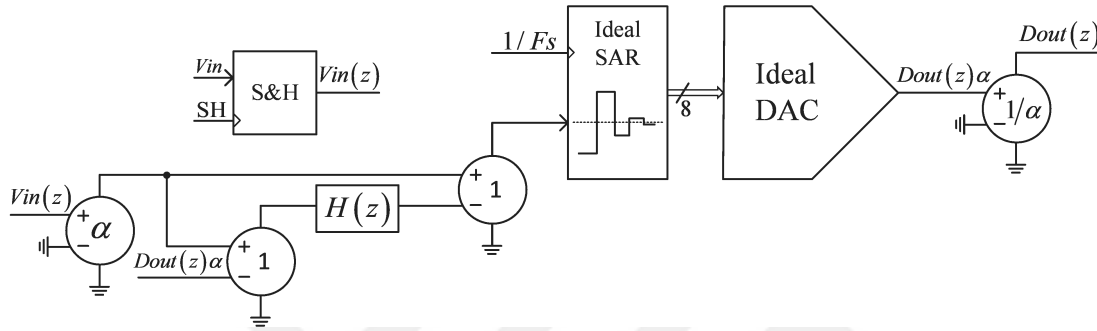 Vin
SH
S&H
Vin(z)
1/Fs
Ideal
SAR
8
Ideal
DAC
Dout(z)α
+
−
1/α
Dout(z)
Vin(z)
+
−
α
Dout(z)α
+
−
1
H(z)
+
−
1